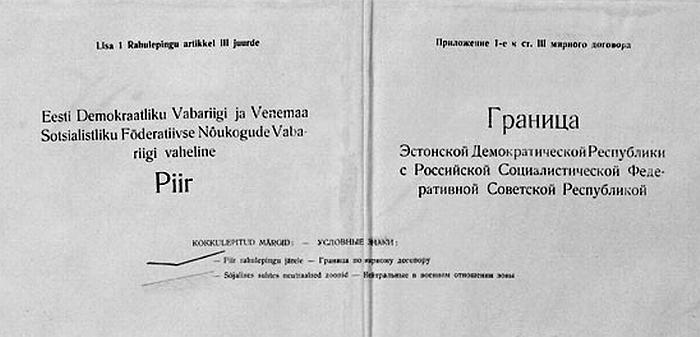 Lisa 1 Rahulepingu artikkel III juurde
Eesti Demokraatliku Vabariigi ja Venemaa
Sotsialistliku Föderatiivse Nõukogude Vaba-
riigi vaheline
Piir
Приложение 1-е к ст. III мирного договора
Граница
Эстонской Демократической Республики
с Российской Социалистической Феде-
ративной Советской Республикой
KOKKULEPITUD MÄRGID: — УСЛОВНЫЕ ЗНАКИ:
— Piir rahulepingu järele — Граница по мирному договору
— Sõjalises suhtes neutraalsed zoonid — Нейтральные в военном отношении зоны